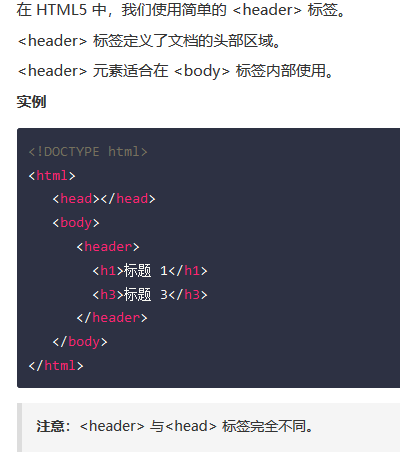 在 HTML5 中，我们使用简单的 <header> 标签。
<header> 标签定义了文档的头部区域。
<header> 元素适合在 <body> 标签内部使用。
实例
<!DOCTYPE html>
<html>
   <head></head>
   <body>
      <header>
        <h1>标题 1</h1>
        <h3>标题 3</h3>
      </header>
   </body>
</html>
注意：<header> 与<head> 标签完全不同。